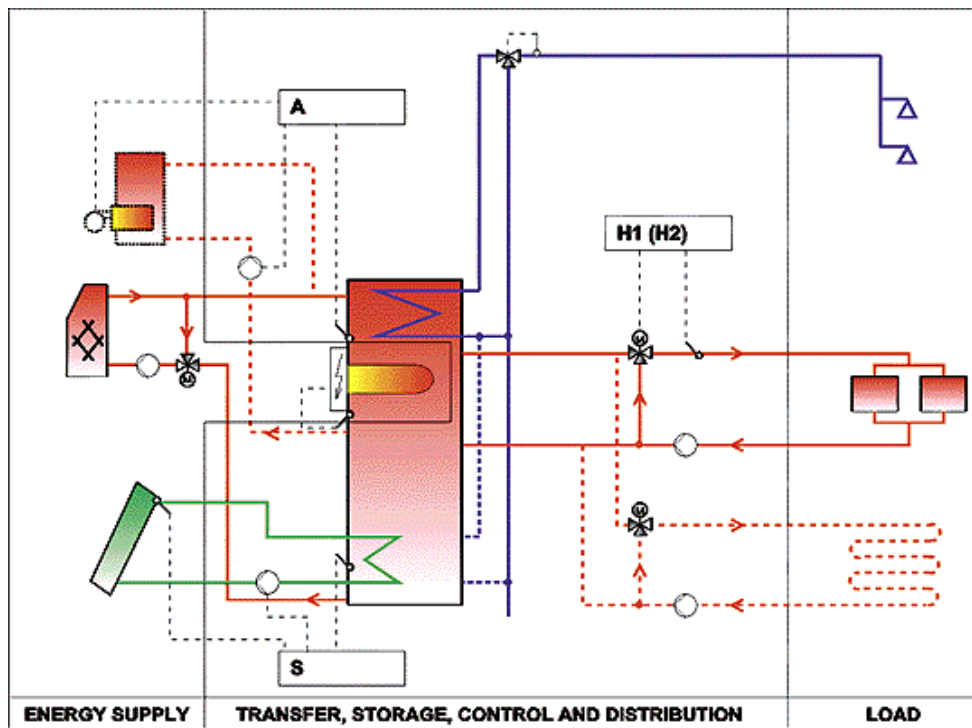 A
H1 (H2)
M
M
M
S
ENERGY SUPPLY
TRANSFER, STORAGE, CONTROL AND DISTRIBUTION
LOAD